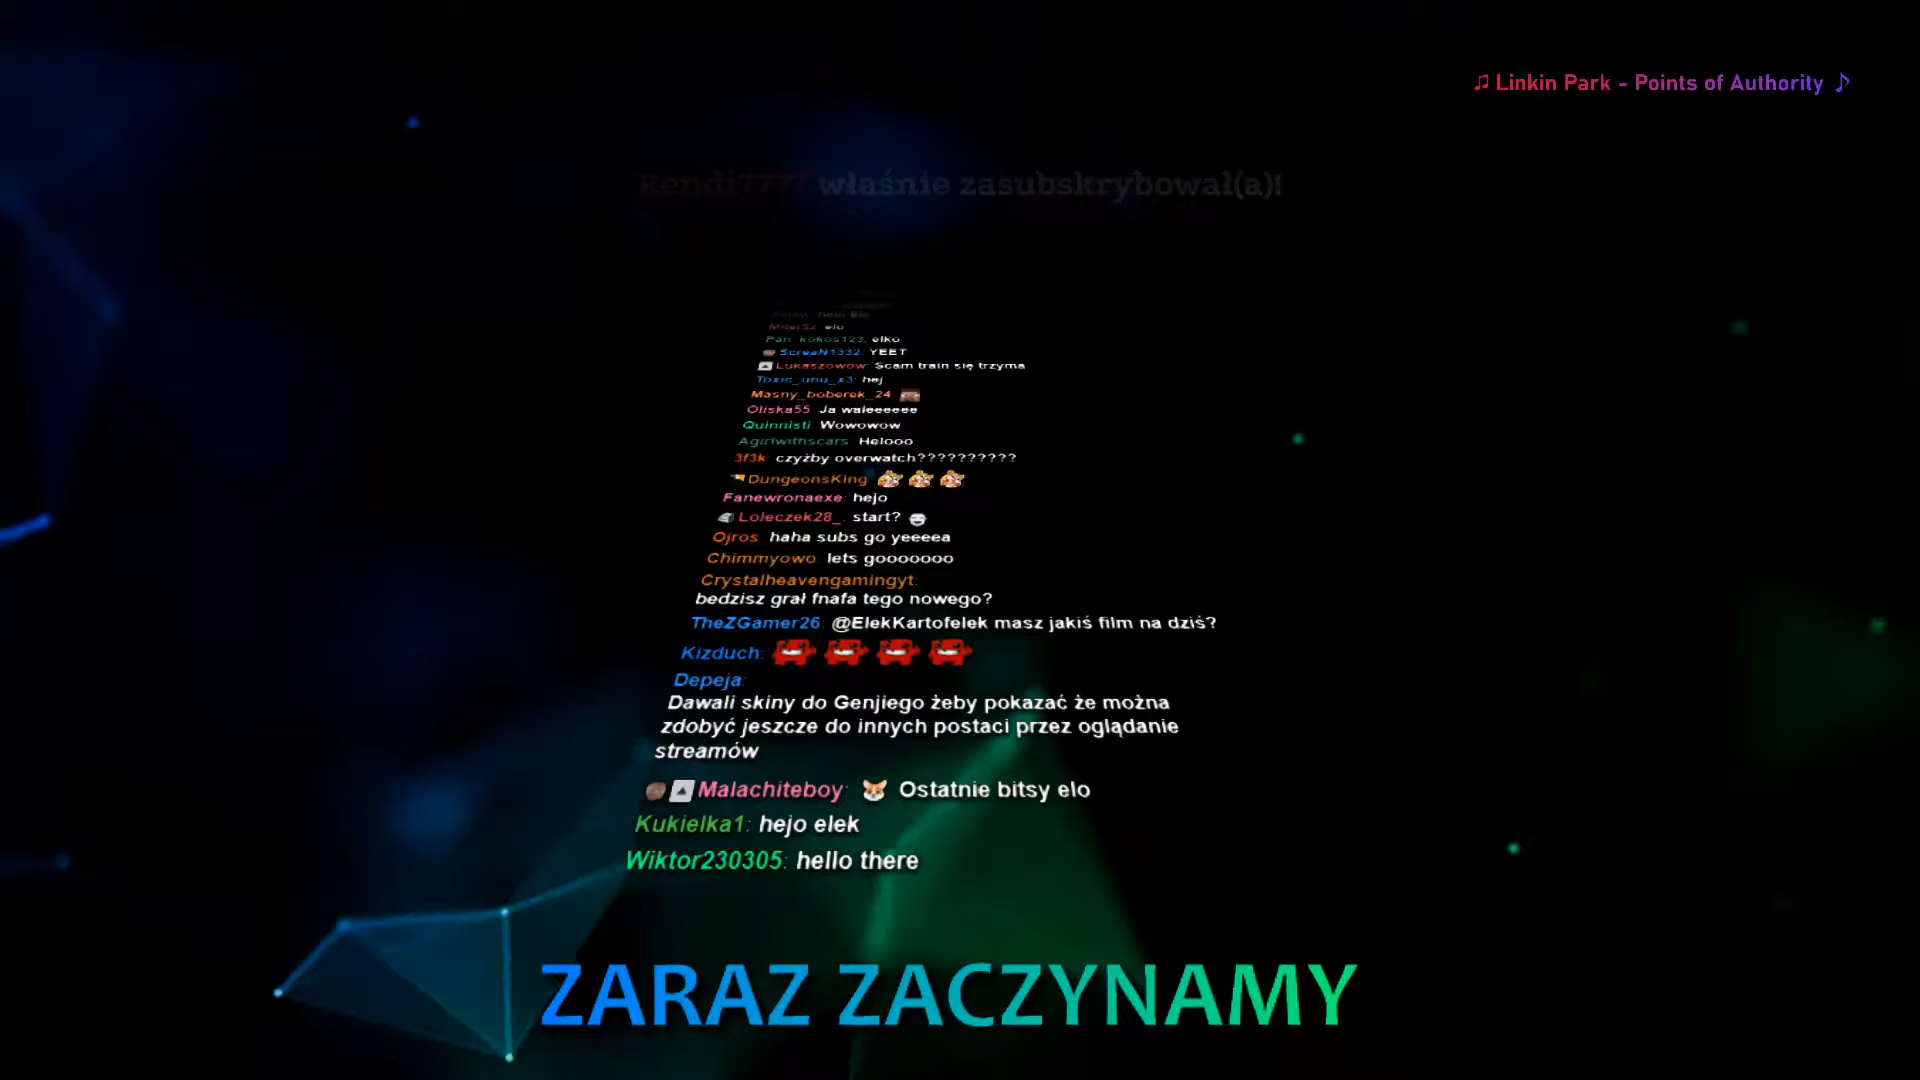 ♫ Linkin Park - Points of Authority ♪
Rendi7777 właśnie zasubskrybował(a)!
MiterSz: elo
Pan_kokos123: elko
ScreaN1332: YEET
Lukaszowow: Scam train się trzyma
Toxic_unu_x3: hej
Masny_boberek_24
Oliska55: Ja waleeeeee
Quinnisti: Wowowow
Agirlwithscars: Helooo
3f3k: czyżby overwatch??????????
DungeonsKing:
Fanewronaexe: hejo
Loleczek28_: start?
Ojros: haha subs go yeeeea
Chimmyowo: lets gooooooo
Crystalheavengamingyt:
bedzisz grał fnafa tego nowego?
TheZGamer26: @ElekKartofelek masz jakiś film na dziś?
Kizduch:
Depeja:
Dawali skiny do Genjiego żeby pokazać że można
zdobyć jeszcze do innych postaci przez oglądanie
streamów
Malachiteboy: Ostatnie bitsy elo
Kukielka1: hejo elek
Wiktor230305: hello there
ZARAZ ZACZYNAMY